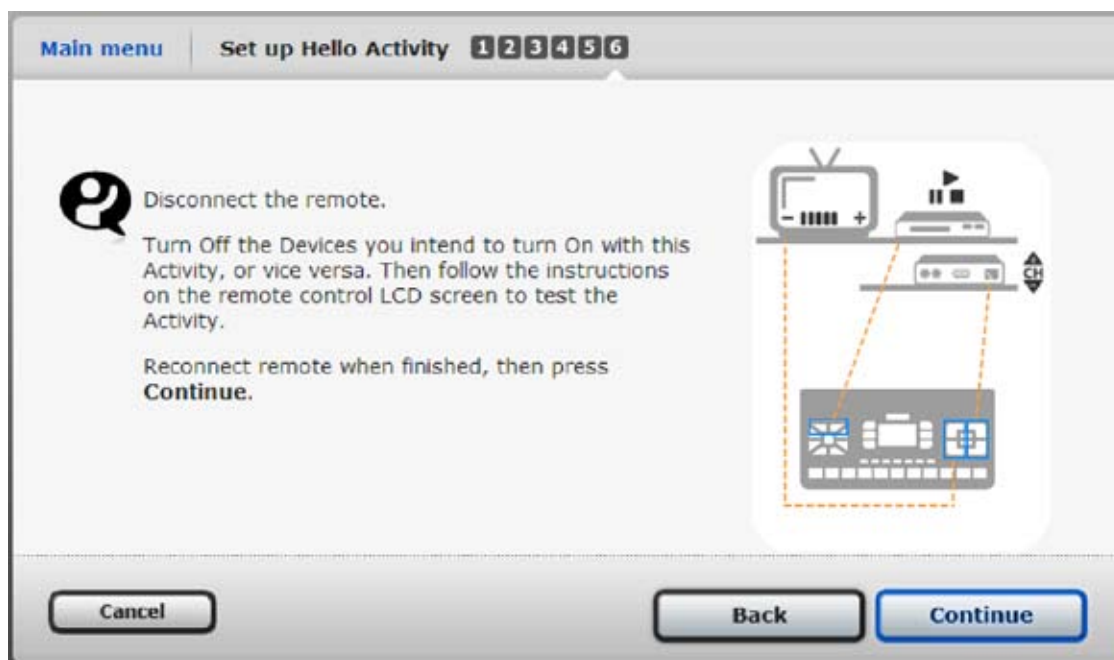 Main menu Set up Hello Activity 1 2 3 4 5 6
Disconnect the remote.
Turn Off the Devices you intend to turn On with this
Activity, or vice versa. Then follow the instructions
on the remote control LCD screen to test the
Activity.
Reconnect remote when finished, then press
Continue.
- +
CH
Cancel Back Continue